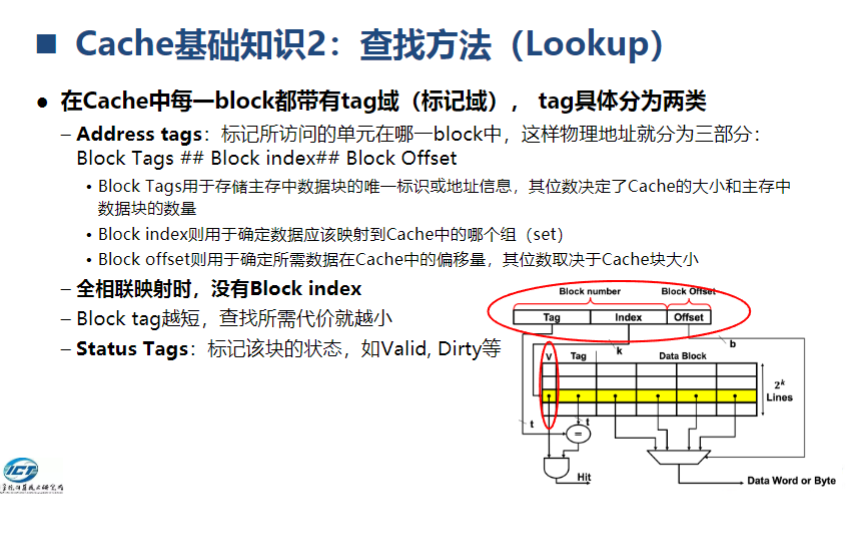 Cache基础知识2：查找方法（Lookup）
在Cache中每一block都带有tag域（标记域）， tag具体分为两类
– Address tags：标记所访问的单元在哪一block中，这样物理地址就分为三部分：
Block Tags ## Block index## Block Offset
• Block Tags用于存储主存中数据块的唯一标识或地址信息，其位数决定了Cache的大小和主存中
数据块的数量
• Block index则用于确定数据应该映射到Cache中的哪个组（set）
• Block offset则用于确定所需数据在Cache中的偏移量，其位数取决于Cache块大小
– 全相联映射时，没有Block index
– Block tag越短，查找所需代价就越小
– Status Tags：标记该块的状态，如Valid, Dirty等
Block number
Block Offset
Tag
Index
Offset
k
b
V
Tag
Data Block
2^k
Lines
t
t
=
Hit
Data Word or Byte
ICT